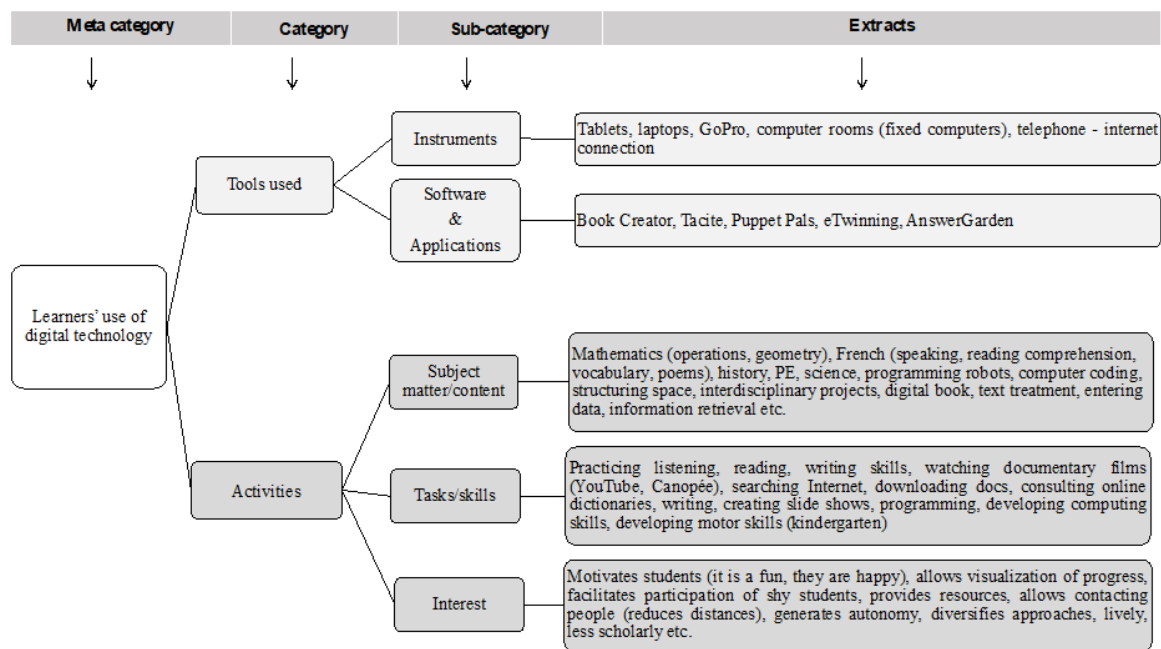 Meta category
Category
Sub-category
Extracts
Instruments
Tablets, laptops, GoPro, computer rooms (fixed computers), telephone - internet
connection
Tools used
Software
&
Applications
Book Creator, Tacite, Puppet Pals, eTwinning, AnswerGarden
Learners’ use of
digital technology
Subject
matter/content
Mathematics (operations, geometry), French (speaking, reading comprehension,
vocabulary, poems), history, PE, science, programming robots, computer coding,
structuring space, interdisciplinary projects, digital book, text treatment, entering
data, information retrieval etc.
Activities
Tasks/skills
Practicing listening, reading, writing skills, watching documentary films
(YouTube, Canopée), searching Internet, downloading docs, consulting online
dictionaries, writing, creating slide shows, programming, developing computing
skills, developing motor skills (kindergarten)
Interest
Motivates students (it is a fun, they are happy), allows visualization of progress,
facilitates participation of shy students, provides resources, allows contacting
people (reduces distances), generates autonomy, diversifies approaches, lively,
less scholarly etc.